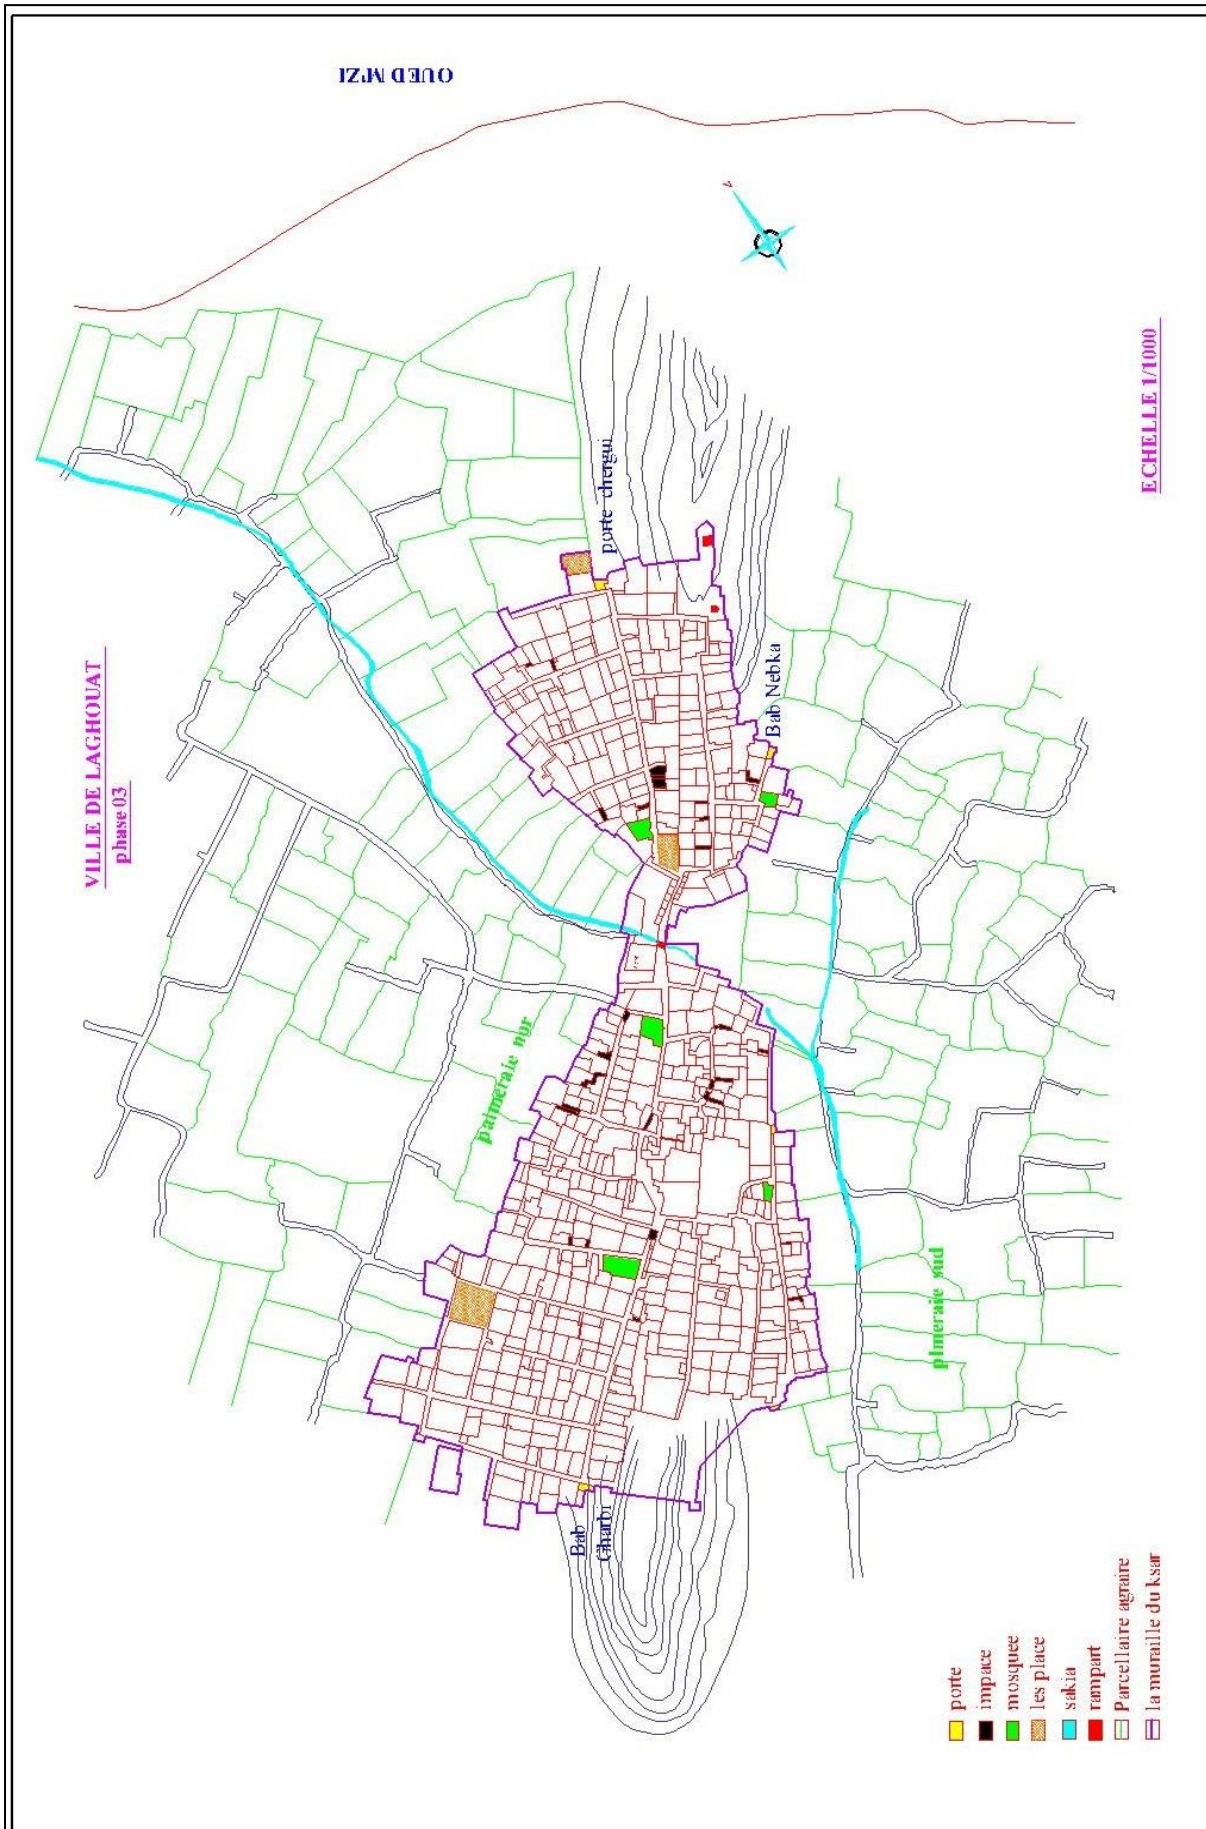 OUED M'ZI
VILLE DE LAGHOUAT
phase 03
porte chergui
Bab Nebka
palmeraie nor
plmeraie sud
Bab
Gharbi
ECHELLE 1/1000
porte
impace
mosquee
les place
sakia
rampart
Parcellaire agraire
la muraille du ksar